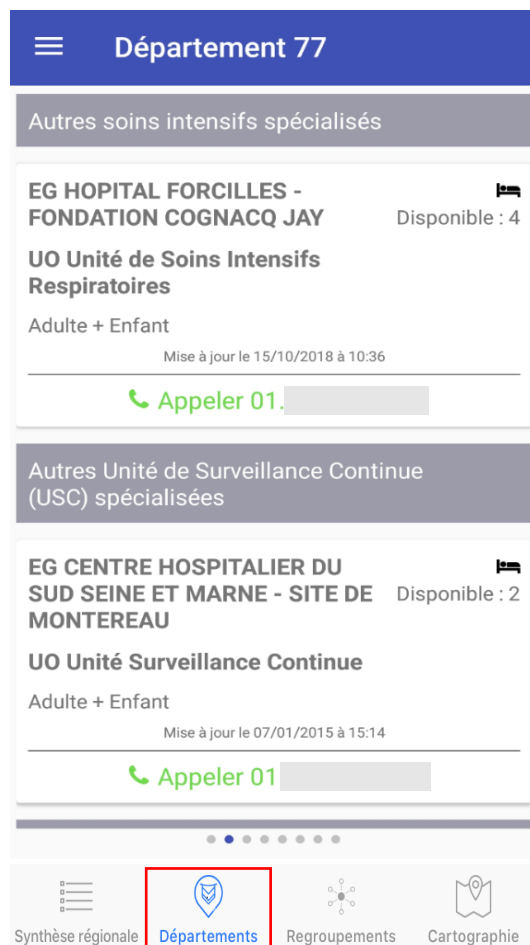 Département 77
Autres soins intensifs spécialisés
EG HOPITAL FORCILLES -
FONDATION COGNACQ JAY
Disponible : 4
UO Unité de Soins Intensifs
Respiratoires
Adulte + Enfant
Mise à jour le 15/10/2018 à 10:36
Appeler 01.
Autres Unité de Surveillance Continue
(USC) spécialisées
EG CENTRE HOSPITALIER DU
SUD SEINE ET MARNE - SITE DE
MONTEREAU
Disponible : 2
UO Unité Surveillance Continue
Adulte + Enfant
Mise à jour le 07/01/2015 à 15:14
Appeler 01
Synthèse régionale Départements Regroupements Cartographie